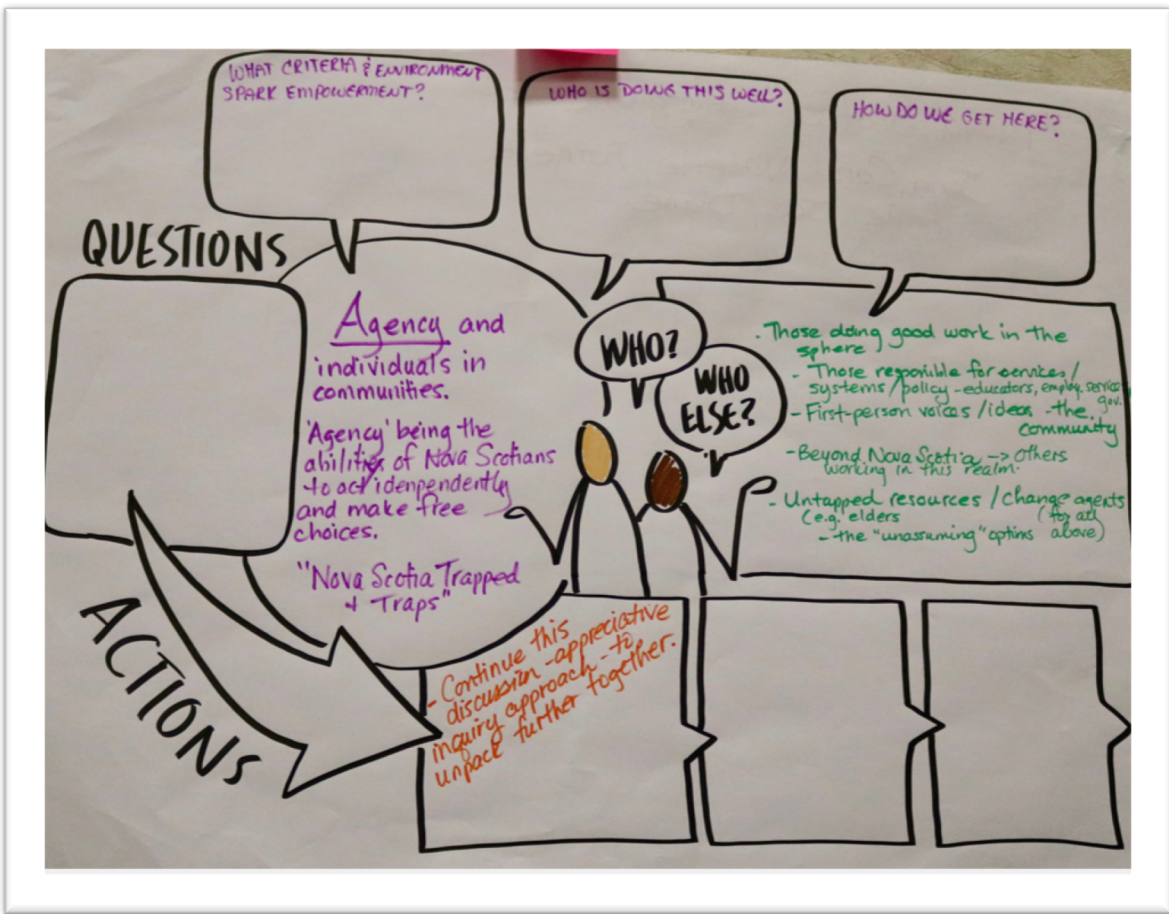 WHAT CRITERIA & ENVIRONMENT
SPARK EMPOWERMENT?
WHO IS DOING THIS WELL?
HOW DO WE GET HERE?
QUESTIONS
Agency and
individuals in
communities.
'Agency' being the
abilities of Nova Scotians
to act idenpendently
and make free
choices.
"Nova Scotia Trapped
+ Traps"
WHO?
WHO
ELSE?
· Those doing good work in the
sphere
- Those responsible for services/
systems/policy - educators, employ. service
gov.
- First-person voices/ideas - the
community
- Beyond Nova Scotia -> Others
working in this realm.
- Untapped resources / Change agents
(e.g. elders (for all
- the "unassuming" optims above)
ACTIONS
- Continue this
discussion - appreciative
inquiry approach - to
unpack further together.